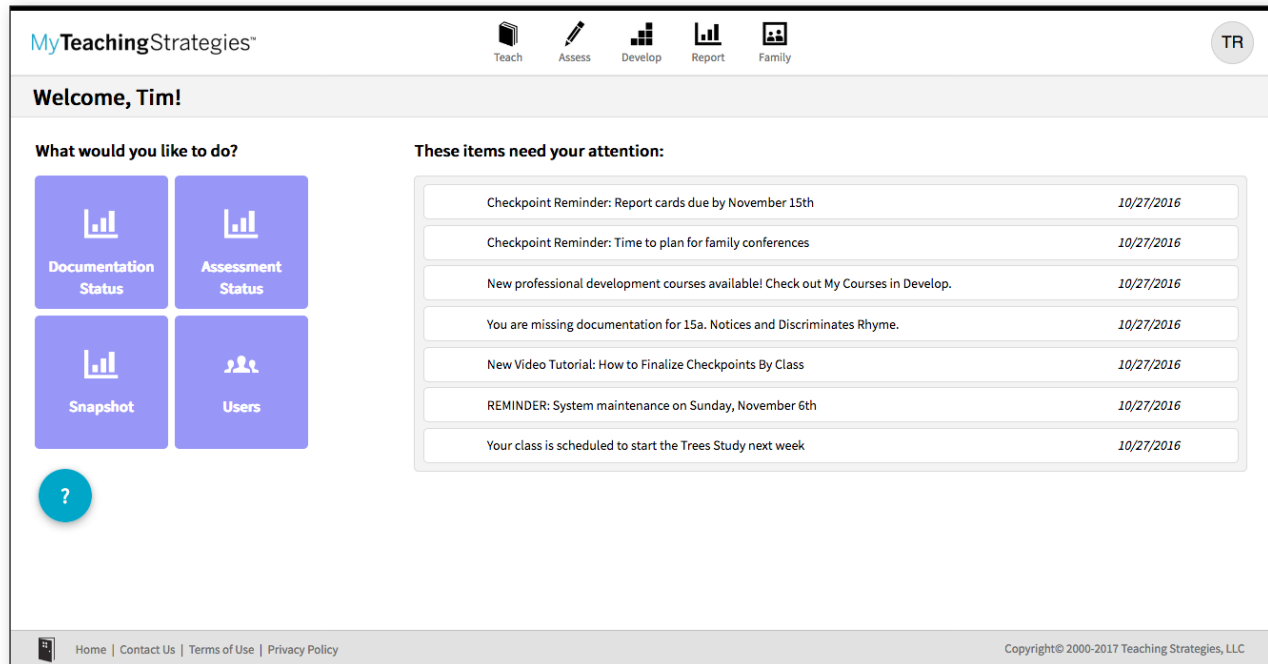 MyTeachingStrategies™
Teach
Assess
Develop
Report
Family
TR
Welcome, Tim!
What would you like to do?
Documentation
Status
Assessment
Status
Snapshot
Users
?
These items need your attention:
Checkpoint Reminder: Report cards due by November 15th 10/27/2016
Checkpoint Reminder: Time to plan for family conferences 10/27/2016
New professional development courses available! Check out My Courses in Develop. 10/27/2016
You are missing documentation for 15a. Notices and Discriminates Rhyme. 10/27/2016
New Video Tutorial: How to Finalize Checkpoints By Class 10/27/2016
REMINDER: System maintenance on Sunday, November 6th 10/27/2016
Your class is scheduled to start the Trees Study next week 10/27/2016
Home | Contact Us | Terms of Use | Privacy Policy
Copyright© 2000-2017 Teaching Strategies, LLC